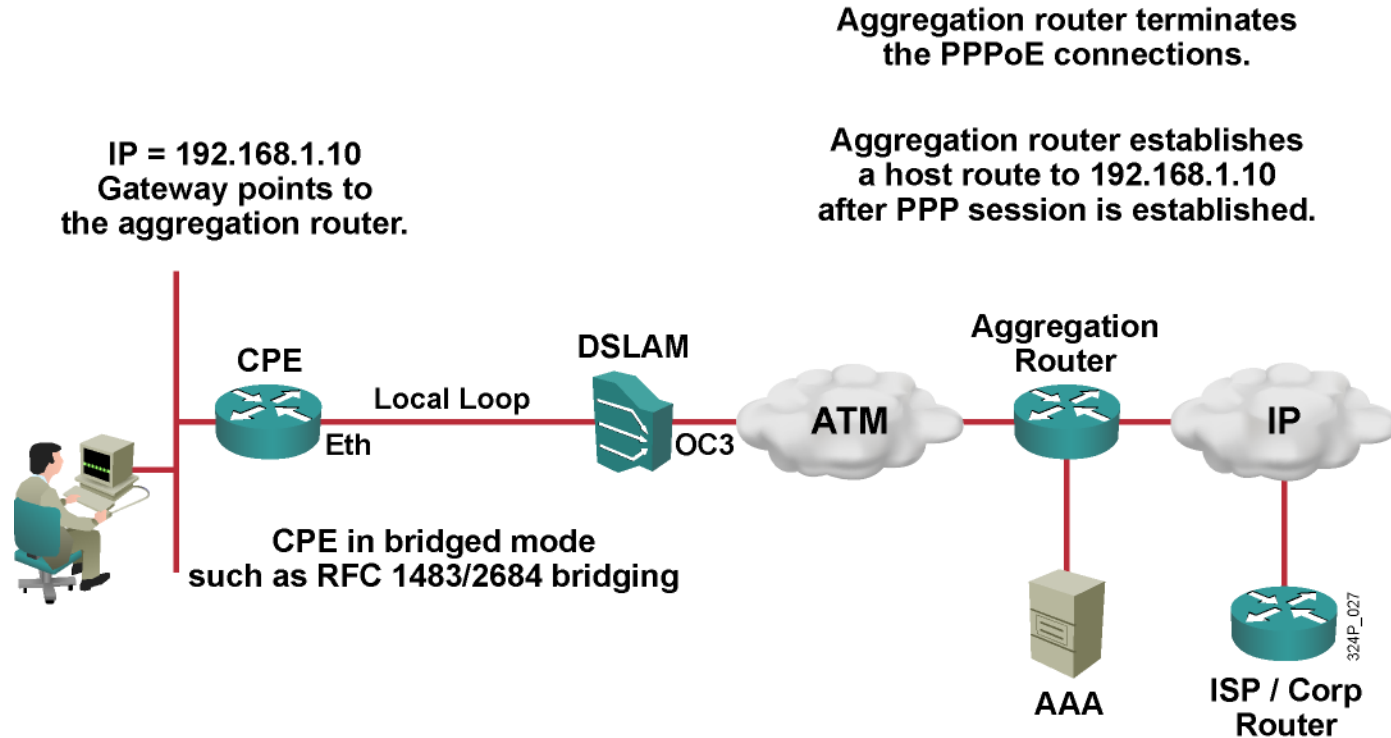 Aggregation router terminates
the PPPoE connections.
IP = 192.168.1.10
Gateway points to
the aggregation router.
Aggregation router establishes
a host route to 192.168.1.10
after PPP session is established.
CPE
Local Loop
Eth
DSLAM
OC3
ATM
Aggregation
Router
IP
CPE in bridged mode
such as RFC 1483/2684 bridging
AAA
ISP / Corp
Router
324P_027